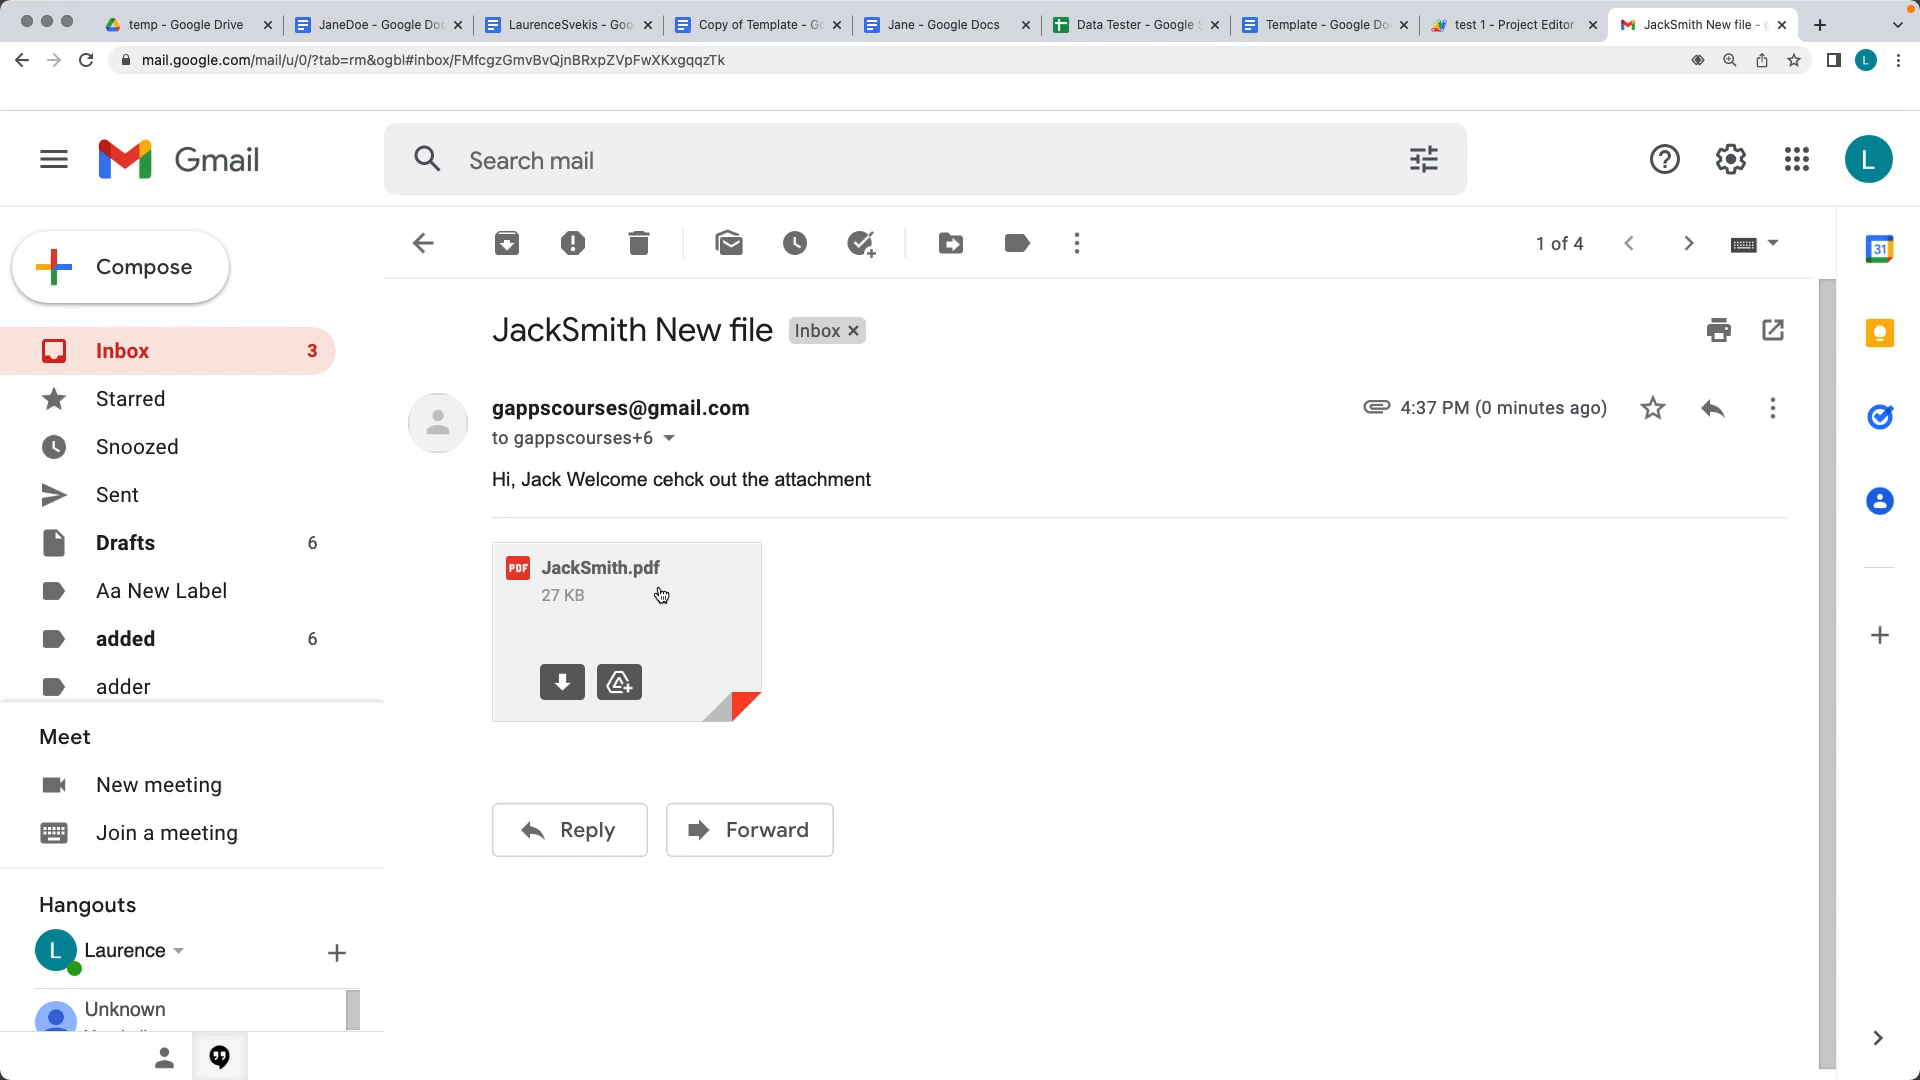 temp - Google Drive
JaneDoe - Google Doc
LaurenceSvekis - Goo
Copy of Template - Go
Jane - Google Docs
Data Tester - Google S
Template - Google Do
test 1 - Project Editor
JackSmith New file - g
mail.google.com/mail/u/0/?tab=rm&ogbl#inbox/FMfcgzGmvBvQjnBRxpZVpFwXKxgqqzTk
L
Gmail
Search mail
L
Compose
1 of 4
31
Inbox 3
Starred
Snoozed
Sent
Drafts 6
Aa New Label
added 6
adder
JackSmith New file
Inbox
gappscourses@gmail.com
4:37 PM (0 minutes ago)
to gappscourses+6
Hi, Jack Welcome cehck out the attachment
PDF JackSmith.pdf
27 KB
Reply
Forward
Meet
New meeting
Join a meeting
Hangouts
L Laurence
Unknown